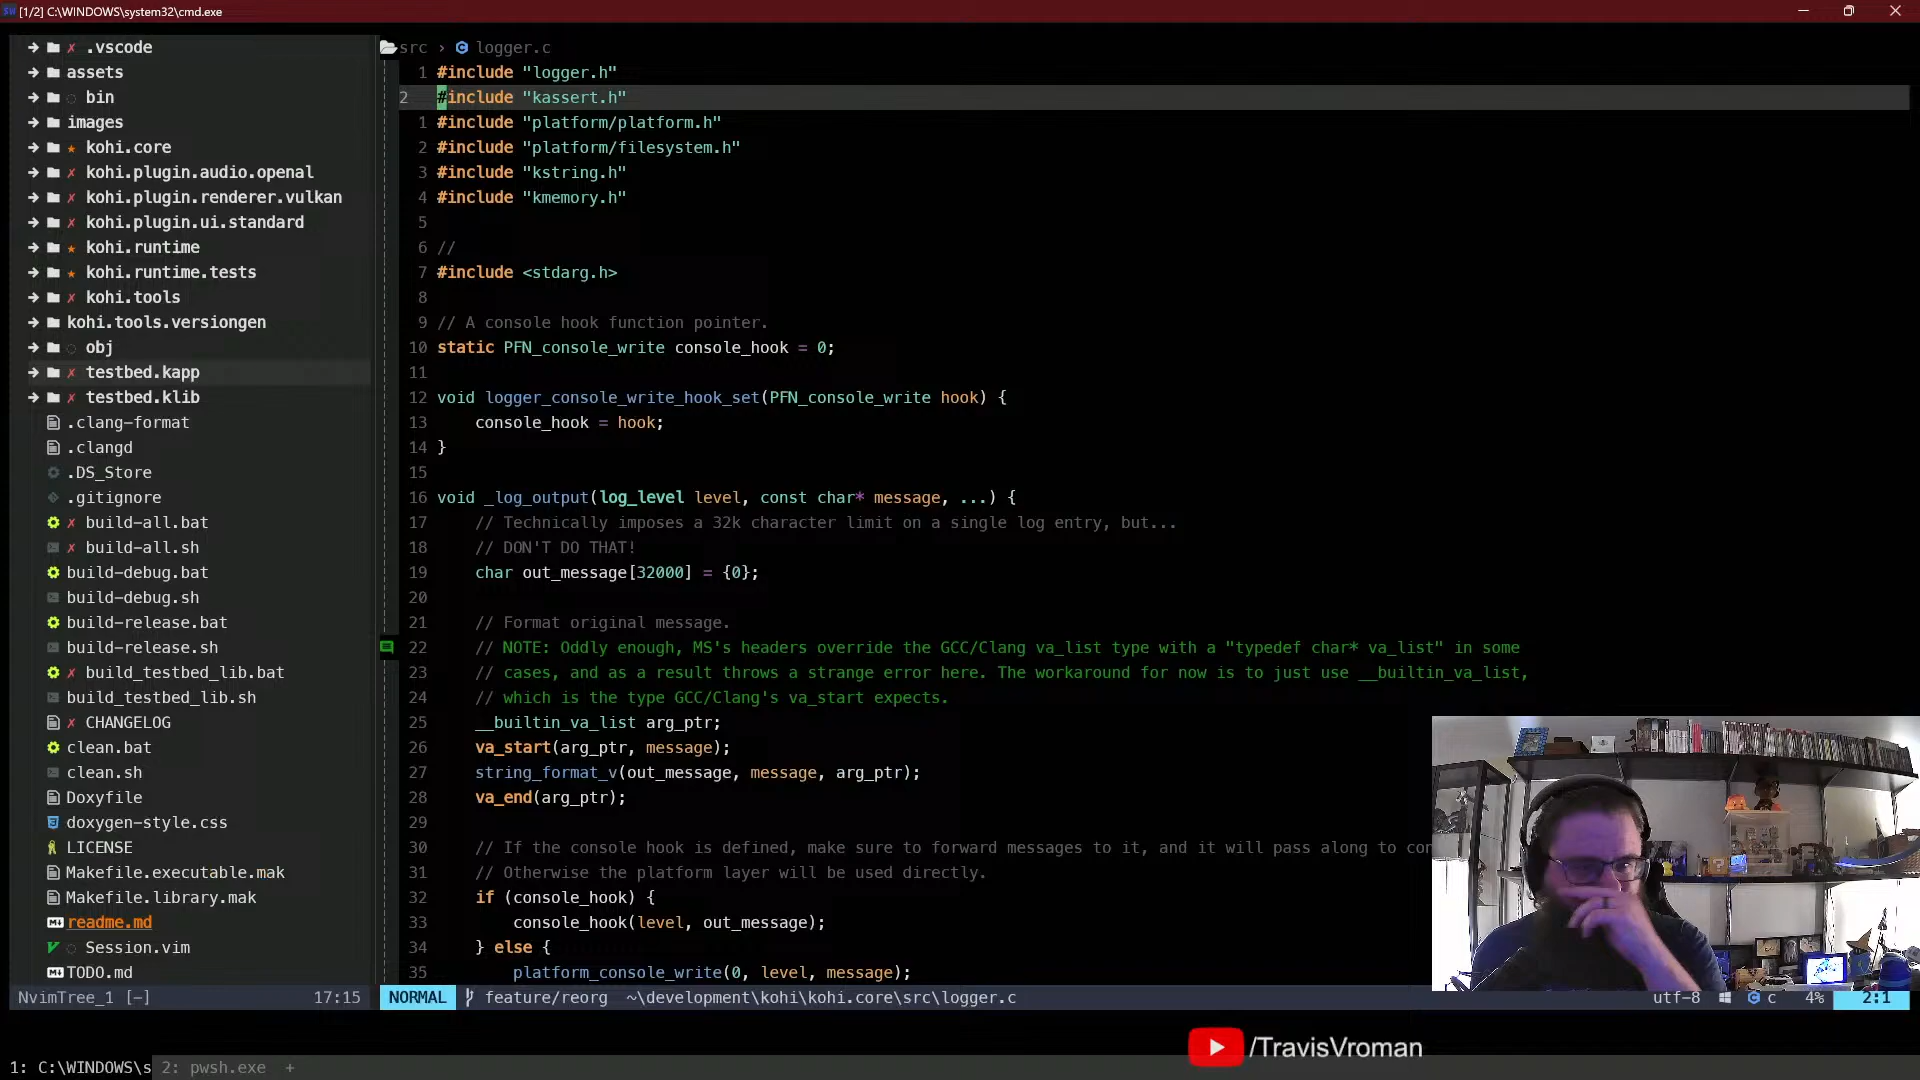 [1/2] C:\WINDOWS\system32\cmd.exe
→ ✗ .vscode
→ assets
→ bin
→ images
→ ★ kohi.core
→ ✗ kohi.plugin.audio.openal
→ ✗ kohi.plugin.renderer.vulkan
→ ✗ kohi.plugin.ui.standard
→ ★ kohi.runtime
→ ★ kohi.runtime.tests
→ ✗ kohi.tools
→ kohi.tools.versiongen
→ obj
→ ✗ testbed.kapp
→ ✗ testbed.klib
.clang-format
.clangd
.DS_Store
.gitignore
✗ build-all.bat
✗ build-all.sh
build-debug.bat
build-debug.sh
build-release.bat
build-release.sh
✗ build_testbed_lib.bat
build_testbed_lib.sh
✗ CHANGELOG
clean.bat
clean.sh
Doxyfile
doxygen-style.css
LICENSE
Makefile.executable.mak
Makefile.library.mak
readme.md
Session.vim
TODO.md
NvimTree_1 [-] 17:15
src › logger.c
1 #include "logger.h"
2 #include "kassert.h"
1 #include "platform/platform.h"
2 #include "platform/filesystem.h"
3 #include "kstring.h"
4 #include "kmemory.h"
5
6 //
7 #include <stdarg.h>
8
9 // A console hook function pointer.
10 static PFN_console_write console_hook = 0;
11
12 void logger_console_write_hook_set(PFN_console_write hook) {
13 console_hook = hook;
14 }
15
16 void _log_output(log_level level, const char* message, ...) {
17 // Technically imposes a 32k character limit on a single log entry, but...
18 // DON'T DO THAT!
19 char out_message[32000] = {0};
20
21 // Format original message.
22 // NOTE: Oddly enough, MS's headers override the GCC/Clang va_list type with a "typedef char* va_list" in some
23 // cases, and as a result throws a strange error here. The workaround for now is to just use __builtin_va_list,
24 // which is the type GCC/Clang's va_start expects.
25 __builtin_va_list arg_ptr;
26 va_start(arg_ptr, message);
27 string_format_v(out_message, message, arg_ptr);
28 va_end(arg_ptr);
29
30 // If the console hook is defined, make sure to forward messages to it, and it will pass along to con
31 // Otherwise the platform layer will be used directly.
32 if (console_hook) {
33 console_hook(level, out_message);
34 } else {
35 platform_console_write(0, level, message);
NORMAL feature/reorg ~\development\kohi\kohi.core\src\logger.c utf-8 c 4% 2:1
/TravisVroman
1: C:\WINDOWS\s 2: pwsh.exe +